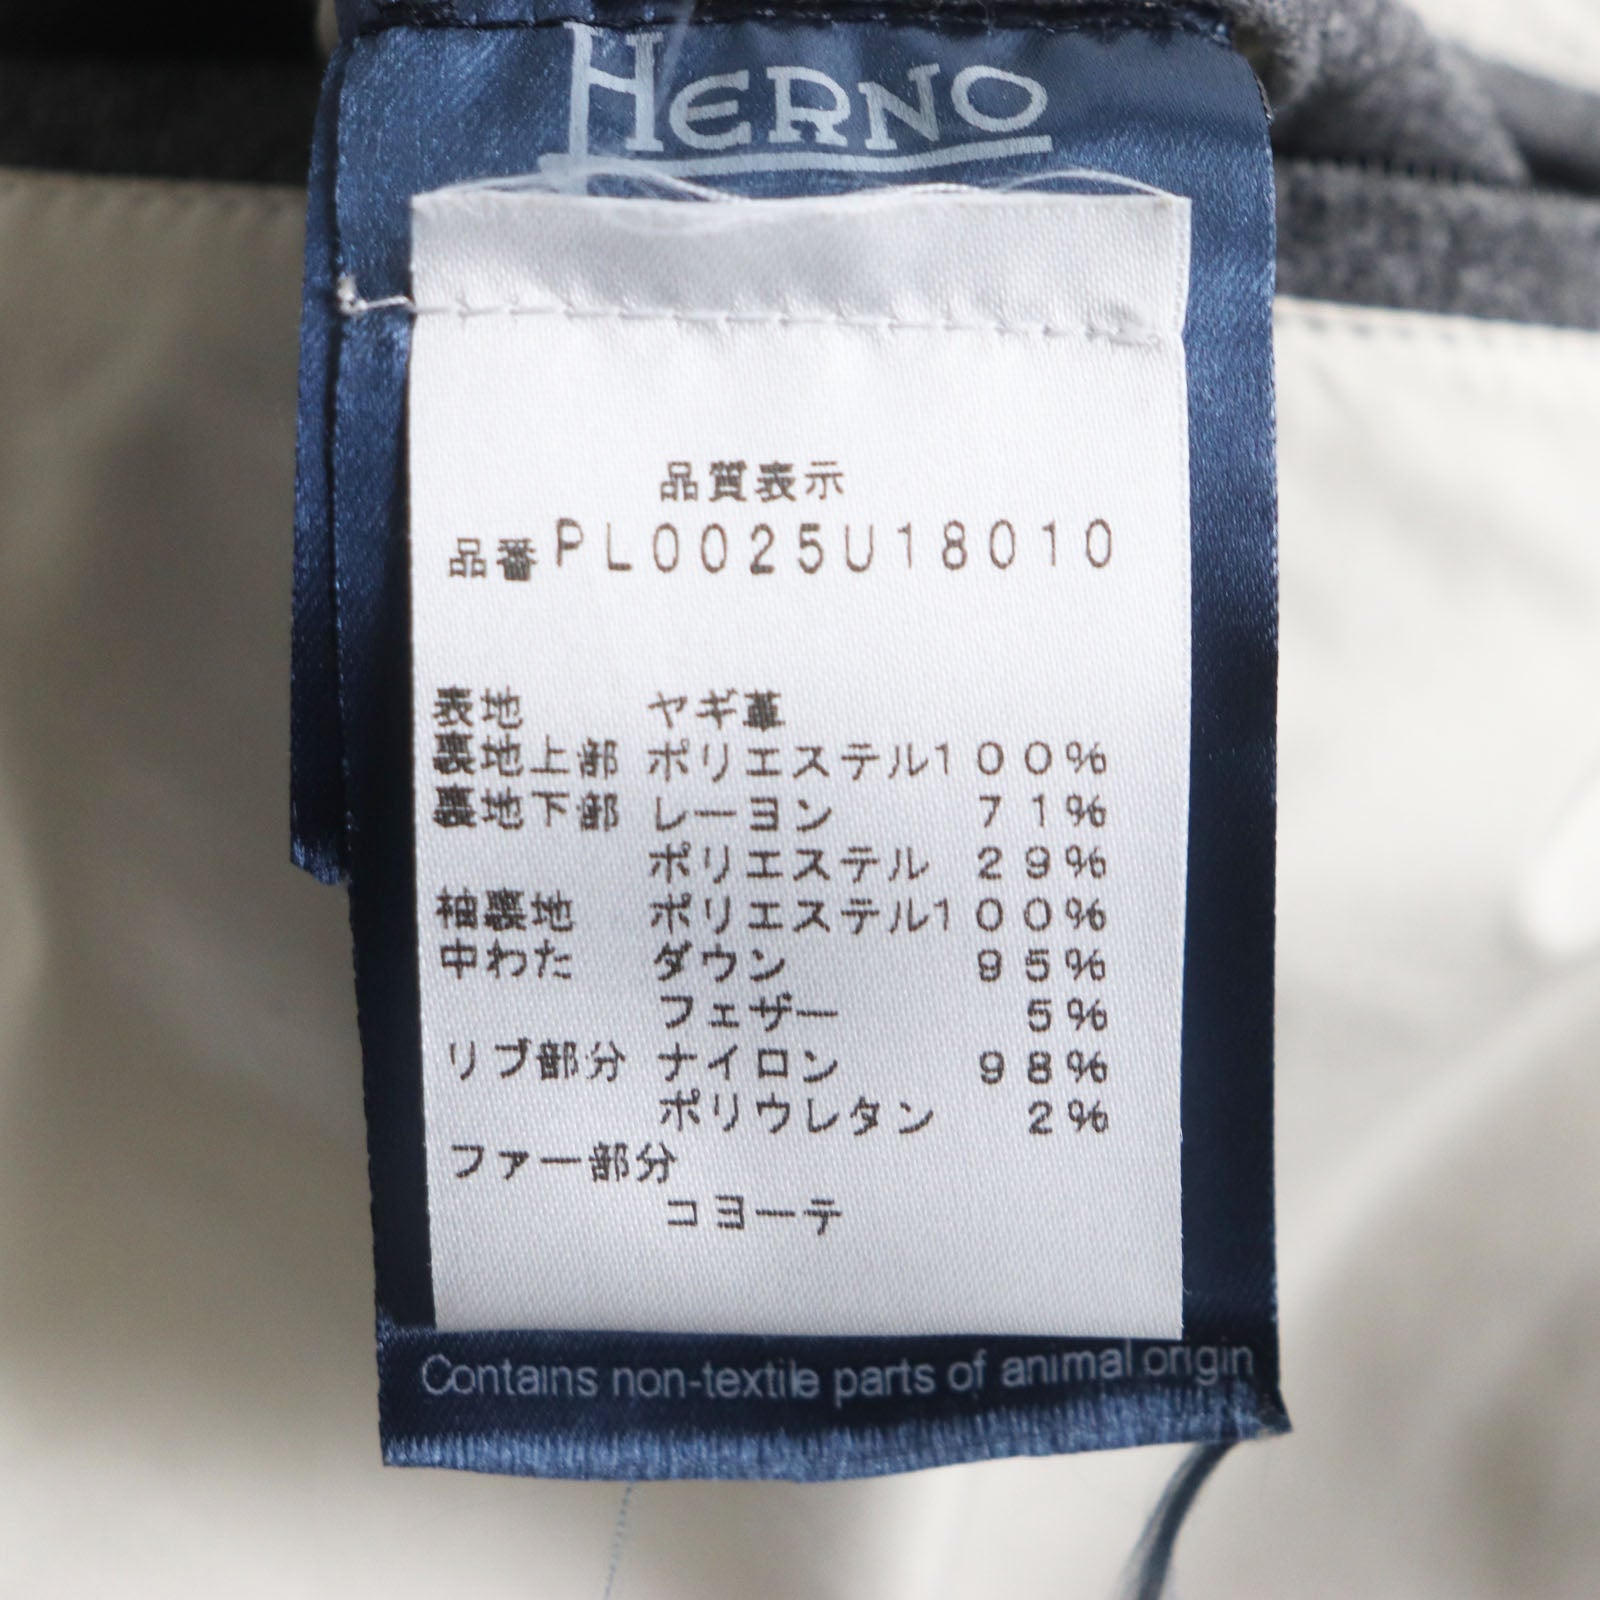 HERNO
品質表示
品番PL0025U18010
表地 ヤギ革
裏地上部 ポリエステル100%
裏地下部 レーヨン 71%
ポリエステル 29%
袖裏地 ポリエステル100%
中わた ダウン 95%
フェザー 5%
リブ部分 ナイロン 98%
ポリウレタン 2%
ファー部分
コヨーテ
Contains non-textile parts of animal origin